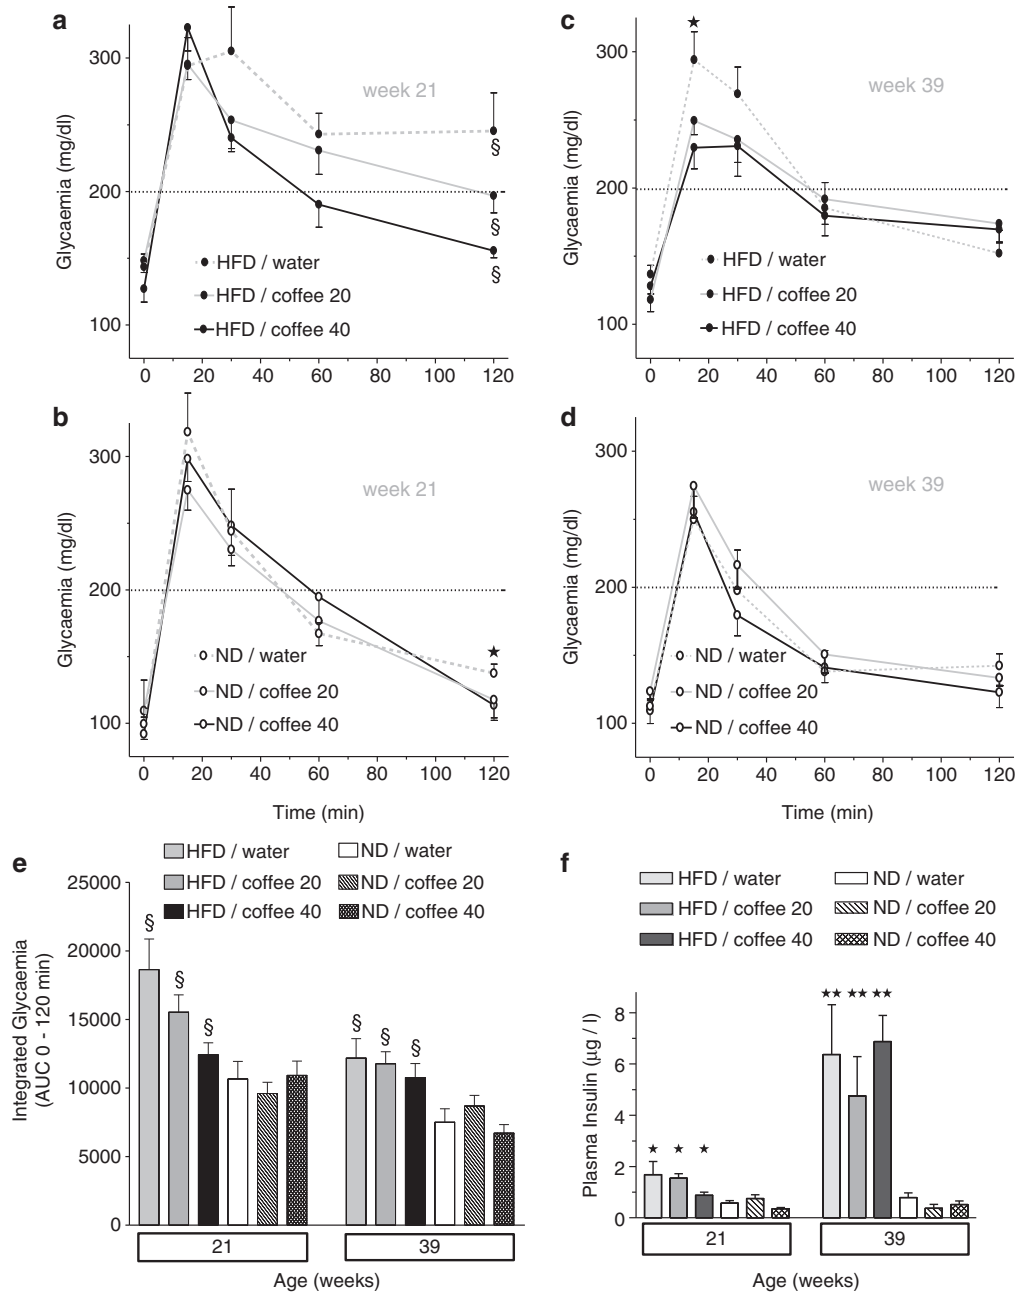 a
300
200
100
Glycaemia (mg/dl)
week 21
§
§
§
HFD / water
HFD / coffee 20
HFD / coffee 40
0 20 40 60 80 100 120
c
★
300
200
100
Glycaemia (mg/dl)
week 39
HFD / water
HFD / coffee 20
HFD / coffee 40
0 20 40 60 80 100 120
b
300
200
100
Glycaemia (mg/dl)
week 21
★
ND / water
ND / coffee 20
ND / coffee 40
0 20 40 60 80 100 120
Time (min)
d
300
200
100
Glycaemia (mg/dl)
week 39
ND / water
ND / coffee 20
ND / coffee 40
0 20 40 60 80 100 120
Time (min)
e
HFD / water
HFD / coffee 20
HFD / coffee 40
ND / water
ND / coffee 20
ND / coffee 40
25000
20000
15000
10000
5000
0
Integrated Glycaemia
(AUC 0 - 120 min)
§ § § § § §
21 39
Age (weeks)
f
HFD / water
HFD / coffee 20
HFD / coffee 40
ND / water
ND / coffee 20
ND / coffee 40
8
6
4
2
0
Plasma Insulin (µg / l)
★ ★ ★ ★★ ★★ ★★
21 39
Age (weeks)